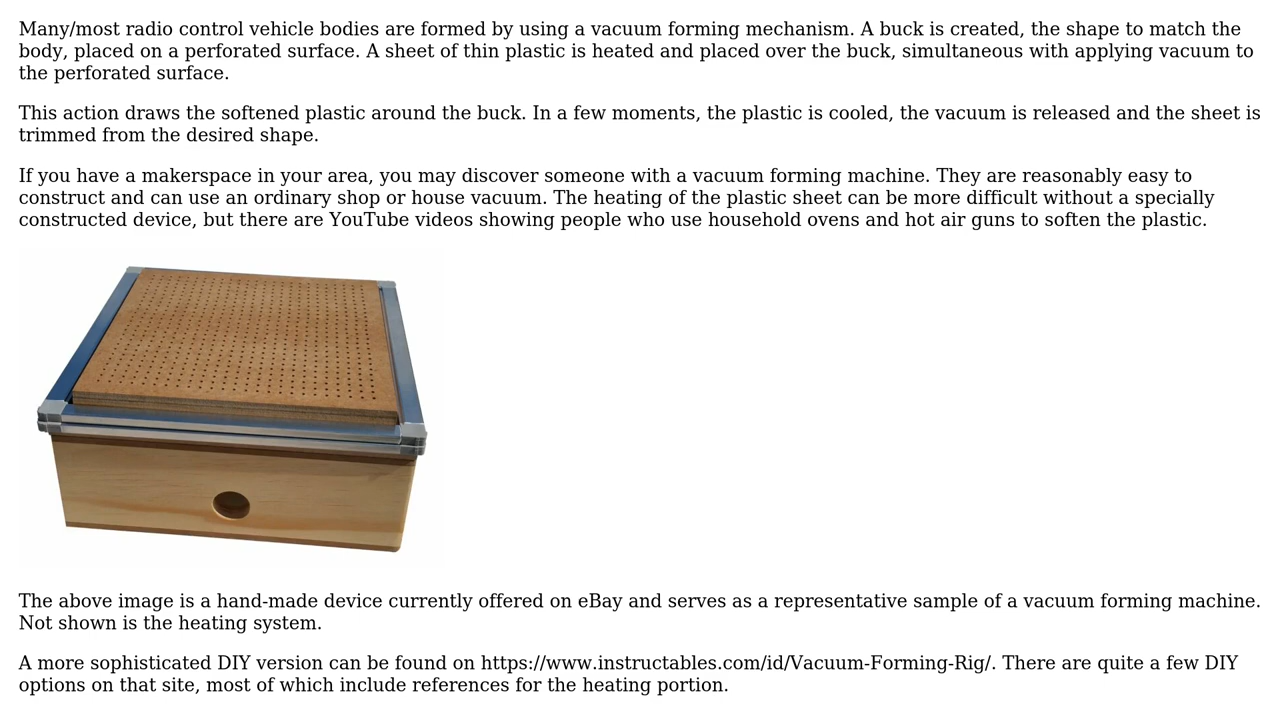 Many/most radio control vehicle bodies are formed by using a vacuum forming mechanism. A buck is created, the shape to match the
body, placed on a perforated surface. A sheet of thin plastic is heated and placed over the buck, simultaneous with applying vacuum to
the perforated surface.
This action draws the softened plastic around the buck. In a few moments, the plastic is cooled, the vacuum is released and the sheet is
trimmed from the desired shape.
If you have a makerspace in your area, you may discover someone with a vacuum forming machine. They are reasonably easy to
construct and can use an ordinary shop or house vacuum. The heating of the plastic sheet can be more difficult without a specially
constructed device, but there are YouTube videos showing people who use household ovens and hot air guns to soften the plastic.
The above image is a hand-made device currently offered on eBay and serves as a representative sample of a vacuum forming machine.
Not shown is the heating system.
A more sophisticated DIY version can be found on https://www.instructables.com/id/Vacuum-Forming-Rig/. There are quite a few DIY
options on that site, most of which include references for the heating portion.